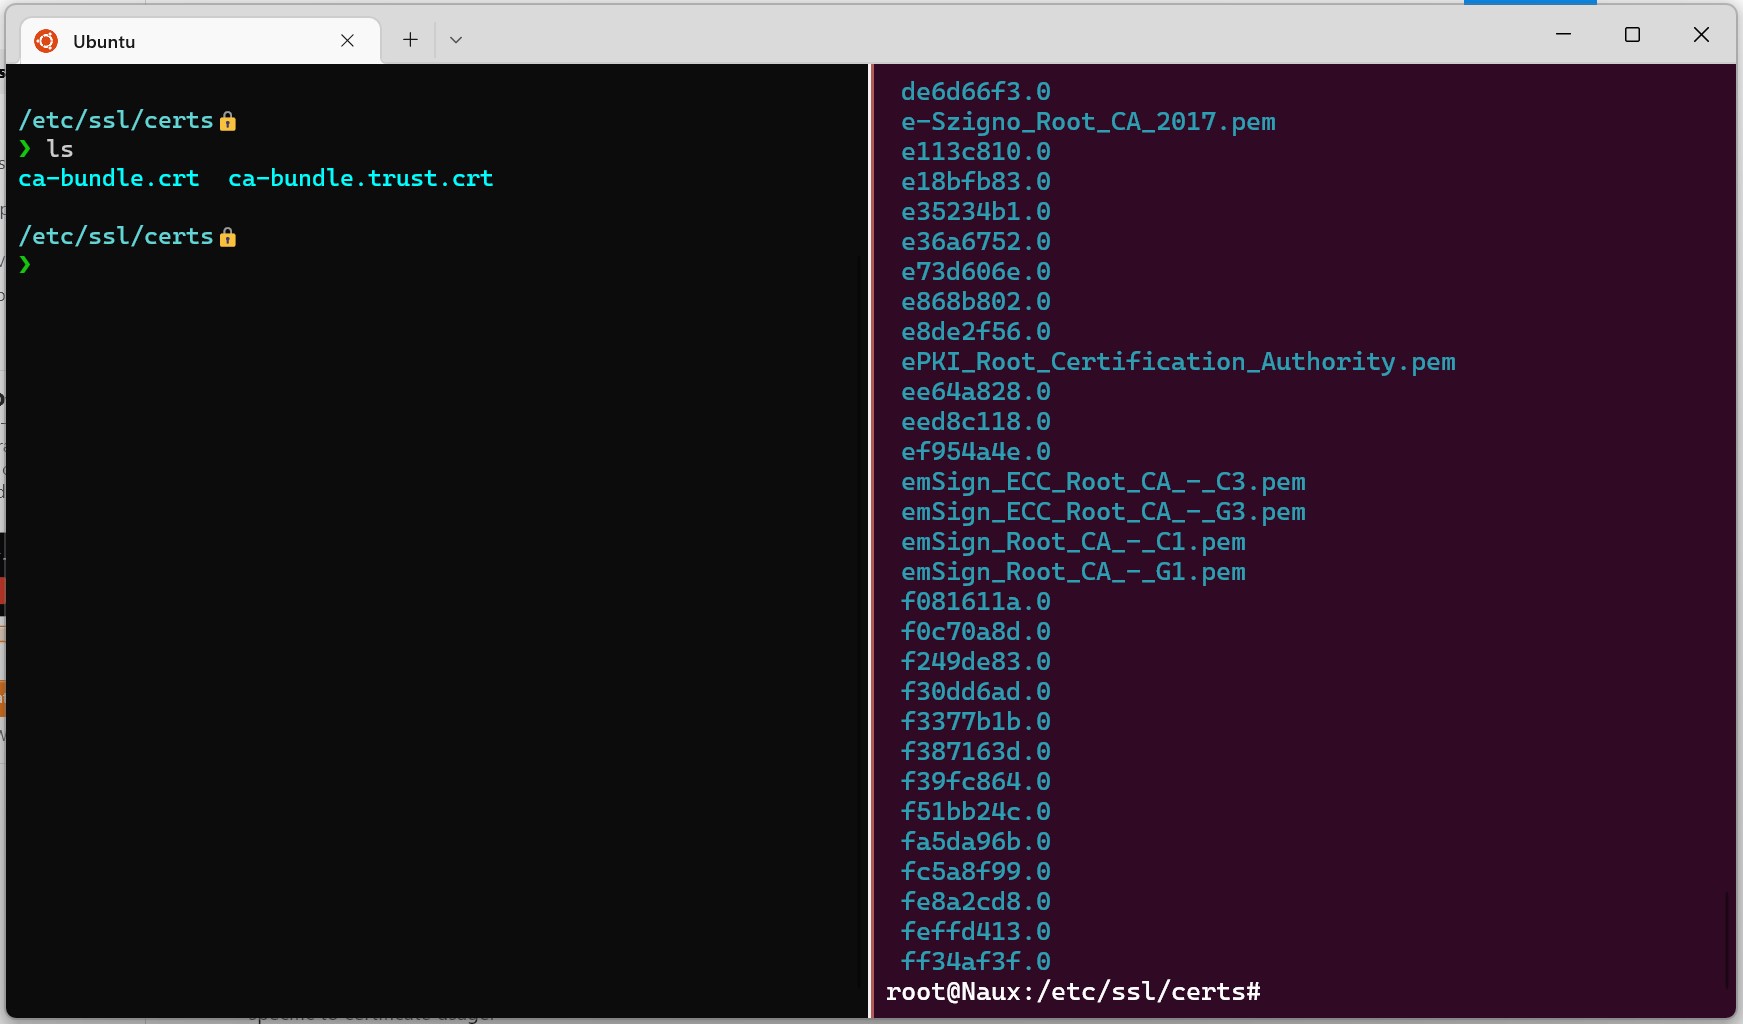 Ubuntu
/etc/ssl/certs
❯ ls
ca-bundle.crt  ca-bundle.trust.crt
/etc/ssl/certs
❯
de6d66f3.0
e-Szigno_Root_CA_2017.pem
e113c810.0
e18bfb83.0
e35234b1.0
e36a6752.0
e73d606e.0
e868b802.0
e8de2f56.0
ePKI_Root_Certification_Authority.pem
ee64a828.0
eed8c118.0
ef954a4e.0
emSign_ECC_Root_CA_-_C3.pem
emSign_ECC_Root_CA_-_G3.pem
emSign_Root_CA_-_C1.pem
emSign_Root_CA_-_G1.pem
f081611a.0
f0c70a8d.0
f249de83.0
f30dd6ad.0
f3377b1b.0
f387163d.0
f39fc864.0
f51bb24c.0
fa5da96b.0
fc5a8f99.0
fe8a2cd8.0
feffd413.0
ff34af3f.0
root@Naux:/etc/ssl/certs#